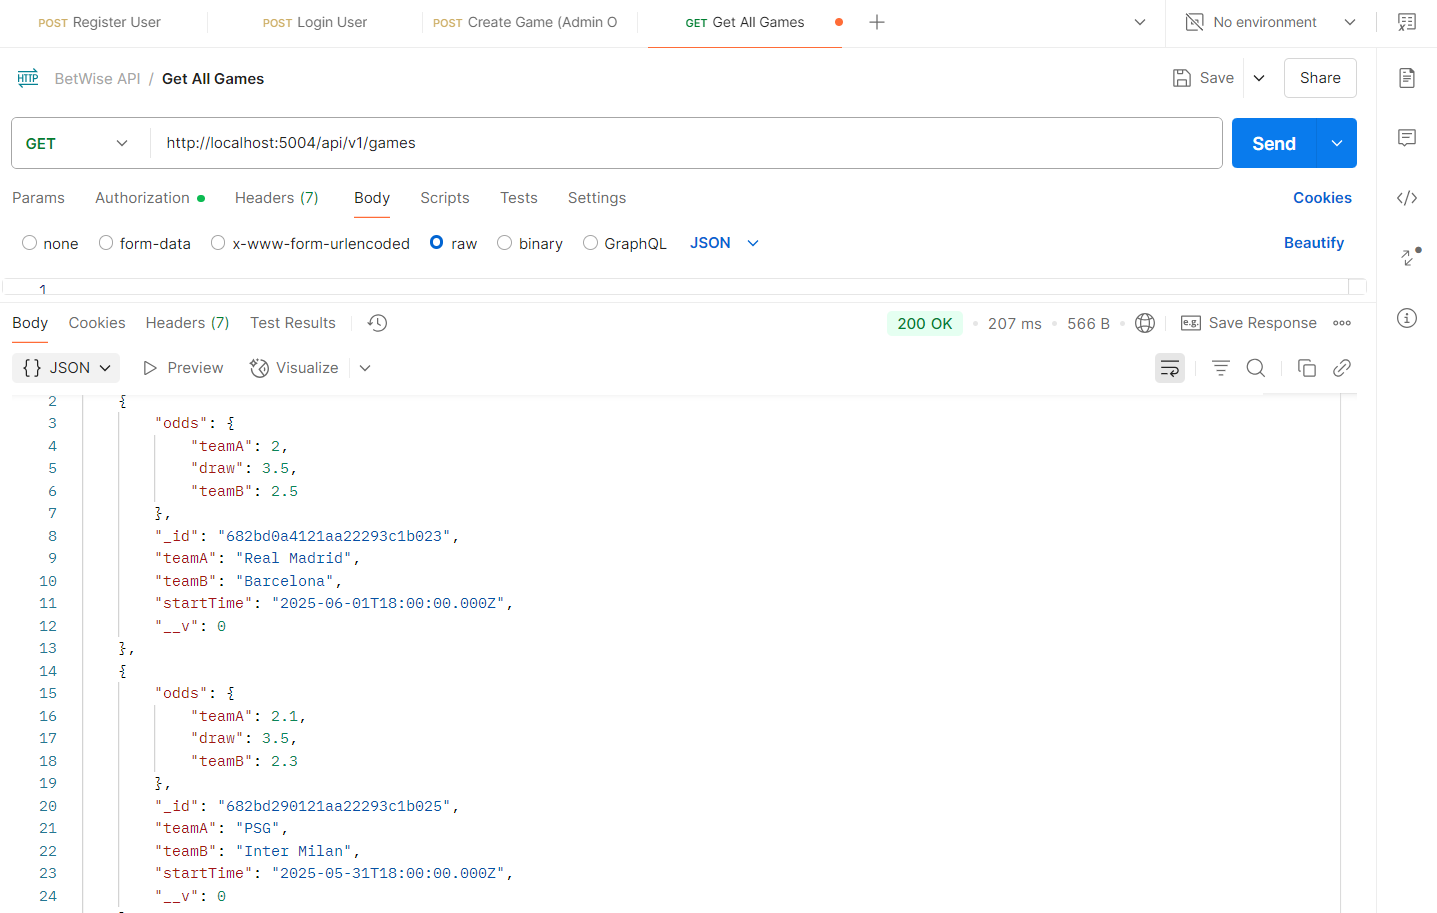 POST Register User POST Login User POST Create Game (Admin O GET Get All Games No environment
HTTP BetWise API / Get All Games Save Share
GET http://localhost:5004/api/v1/games Send
Params Authorization Headers (7) Body Scripts Tests Settings Cookies
none form-data x-www-form-urlencoded raw binary GraphQL JSON Beautify
1
Body Cookies Headers (7) Test Results 200 OK 207 ms 566 B e.g. Save Response
{} JSON Preview Visualize
2 {
3 "odds": {
4 "teamA": 2,
5 "draw": 3.5,
6 "teamB": 2.5
7 },
8 "_id": "682bd0a4121aa22293c1b023",
9 "teamA": "Real Madrid",
10 "teamB": "Barcelona",
11 "startTime": "2025-06-01T18:00:00.000Z",
12 "__v": 0
13 },
14 {
15 "odds": {
16 "teamA": 2.1,
17 "draw": 3.5,
18 "teamB": 2.3
19 },
20 "_id": "682bd290121aa22293c1b025",
21 "teamA": "PSG",
22 "teamB": "Inter Milan",
23 "startTime": "2025-05-31T18:00:00.000Z",
24 "__v": 0